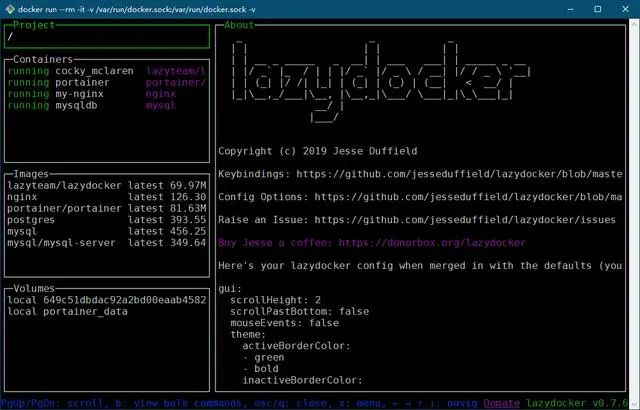 docker run --rm -it -v /var/run/docker.sock:/var/run/docker.sock -v
Project
/
Containers
running cocky_mclaren lazyteam/l
running portainer portainer/
running my-nginx nginx
running mysqldb mysql
Images
lazyteam/lazydocker latest 69.97M
nginx latest 126.30
portainer/portainer latest 81.63M
postgres latest 393.55
mysql latest 456.25
mysql/mysql-server latest 349.64
Volumes
local 649c51dbdac92a2bd00eaab4582
local portainer_data
About
lazydocker
Copyright (c) 2019 Jesse Duffield
Keybindings: https://github.com/jesseduffield/lazydocker/blob/maste
Config Options: https://github.com/jesseduffield/lazydocker/blob/ma
Raise an Issue: https://github.com/jesseduffield/lazydocker/issues
Buy Jesse a coffee: https://donorbox.org/lazydocker
Here's your lazydocker config when merged in with the defaults (you
gui:
scrollHeight: 2
scrollPastBottom: false
mouseEvents: false
theme:
activeBorderColor:
- green
- bold
inactiveBorderColor:
PgUp/PgDn: scroll, b: view bulk commands, esc/q: close, x: menu, ← → ↑ ↓: navig Donate lazydocker v0.7.6